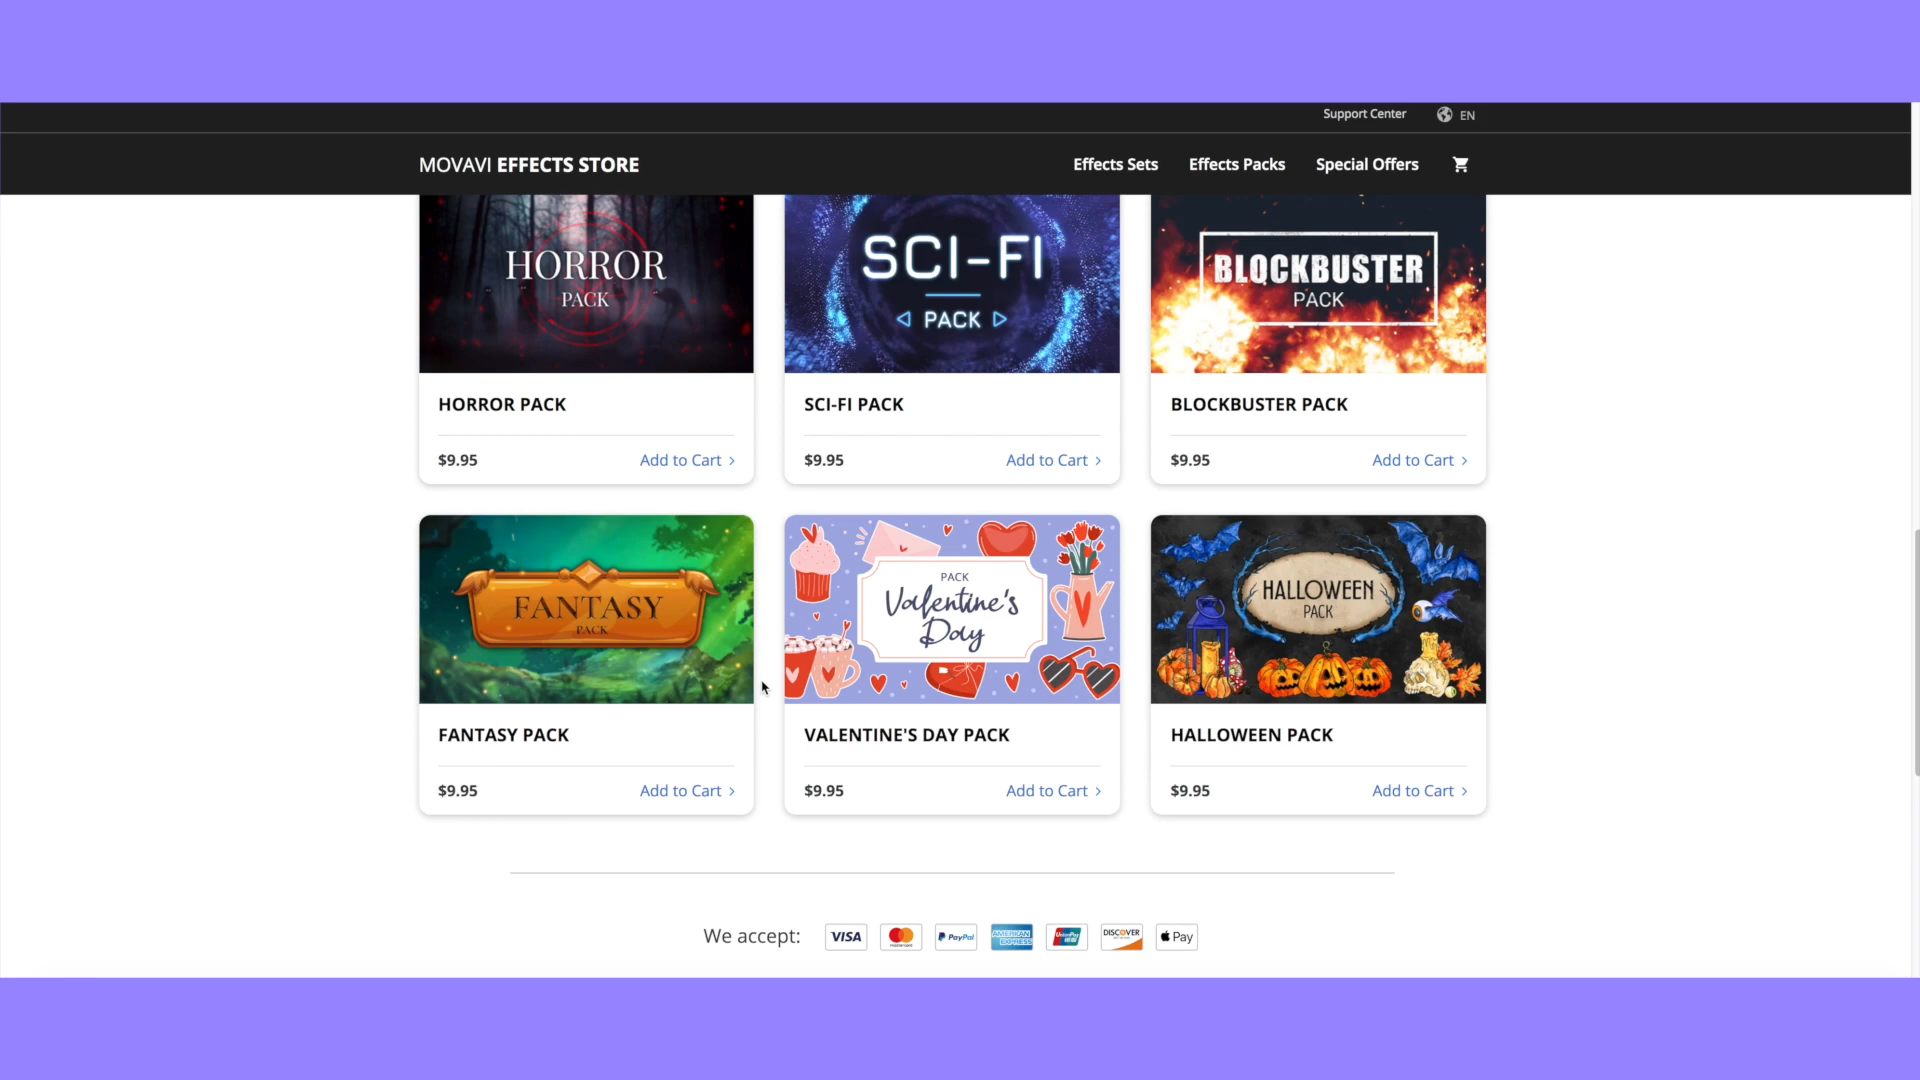 Support Center
EN
MOVAVI EFFECTS STORE
Effects Sets
Effects Packs
Special Offers
HORROR
PACK
SCI-FI
PACK
BLOCKBUSTER
PACK
HORROR PACK
SCI-FI PACK
BLOCKBUSTER PACK
$9.95
Add to Cart
$9.95
Add to Cart
$9.95
Add to Cart
FANTASY
PACK
PACK
Valentine's
Day
HALLOWEEN
PACK
FANTASY PACK
VALENTINE'S DAY PACK
HALLOWEEN PACK
$9.95
Add to Cart
$9.95
Add to Cart
$9.95
Add to Cart
We accept:
VISA
mastercard
PayPal
AMERICAN
EXPRESS
UnionPay
DISCOVER
Pay